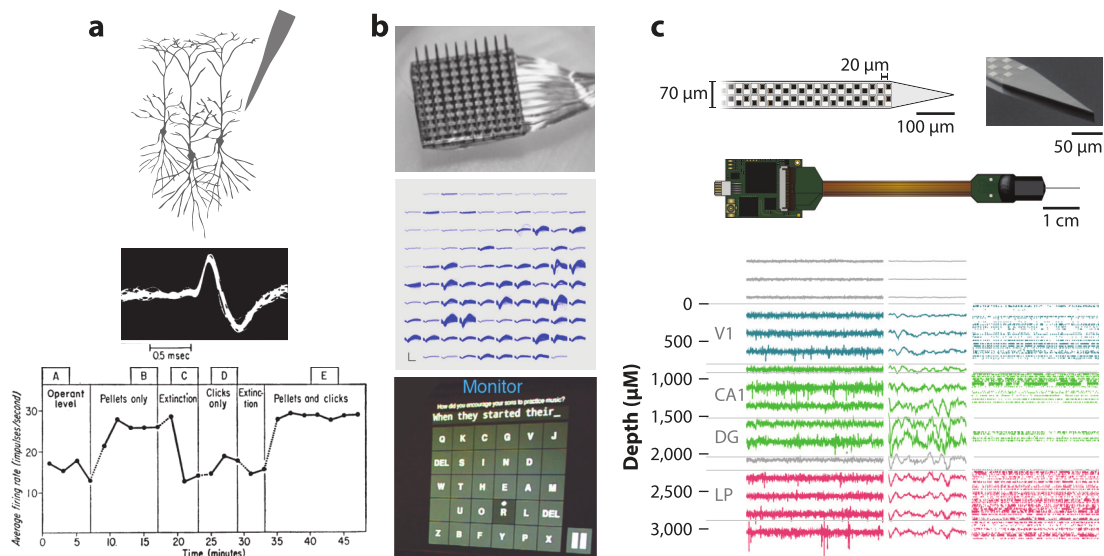 a
0.5 msec
A B C D E
Operant level
Pellets only
Extinction
Clicks only
Extinc-tion
Pellets and clicks
Average firing rate (impulses/second)
30
20
10
0 5 10 15 20 25 30 35 40 45
Time (minutes)
b
Monitor
How did you encourage your sons to practice music?
When they started their_
Q K C G V J
DEL S I N D
W T H E A M
U O R L DEL
Z B F Y P X
c
20 µm
70 µm
100 µm
50 µm
1 cm
Depth (µM)
0
500
1,000
1,500
2,000
2,500
3,000
V1
CA1
DG
LP